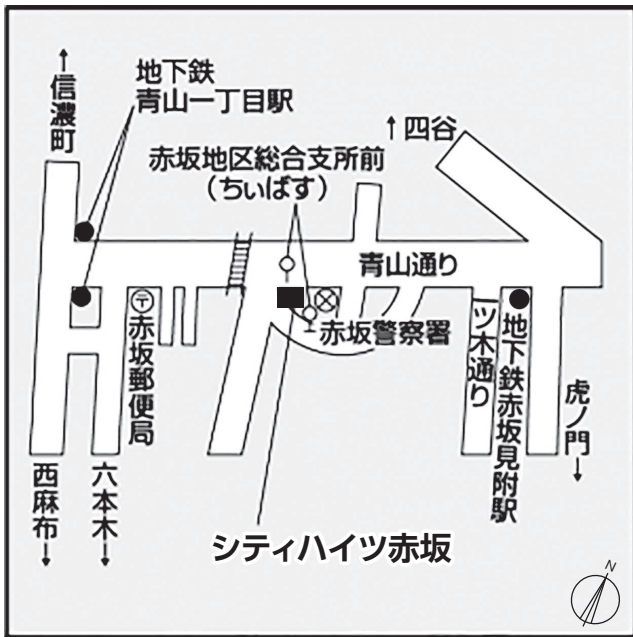 ↑信濃町
地下鉄
青山一丁目駅
↑四谷
赤坂地区総合支所前
(ちぃばす)
青山通り
〒
赤坂郵便局
赤坂警察署
一ツ木通り
地下鉄赤坂見附駅
虎ノ門→
西麻布→
六本木→
シティハイツ赤坂
N